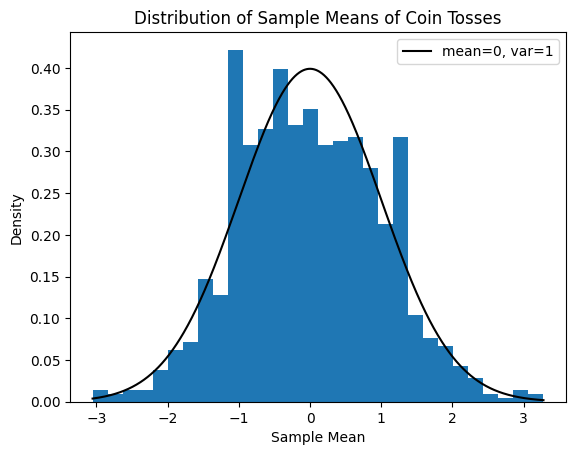 Distribution of Sample Means of Coin Tosses
mean=0, var=1
0.40
0.35
0.30
0.25
0.20
0.15
0.10
0.05
0.00
Density
−3 −2 −1 0 1 2 3
Sample Mean